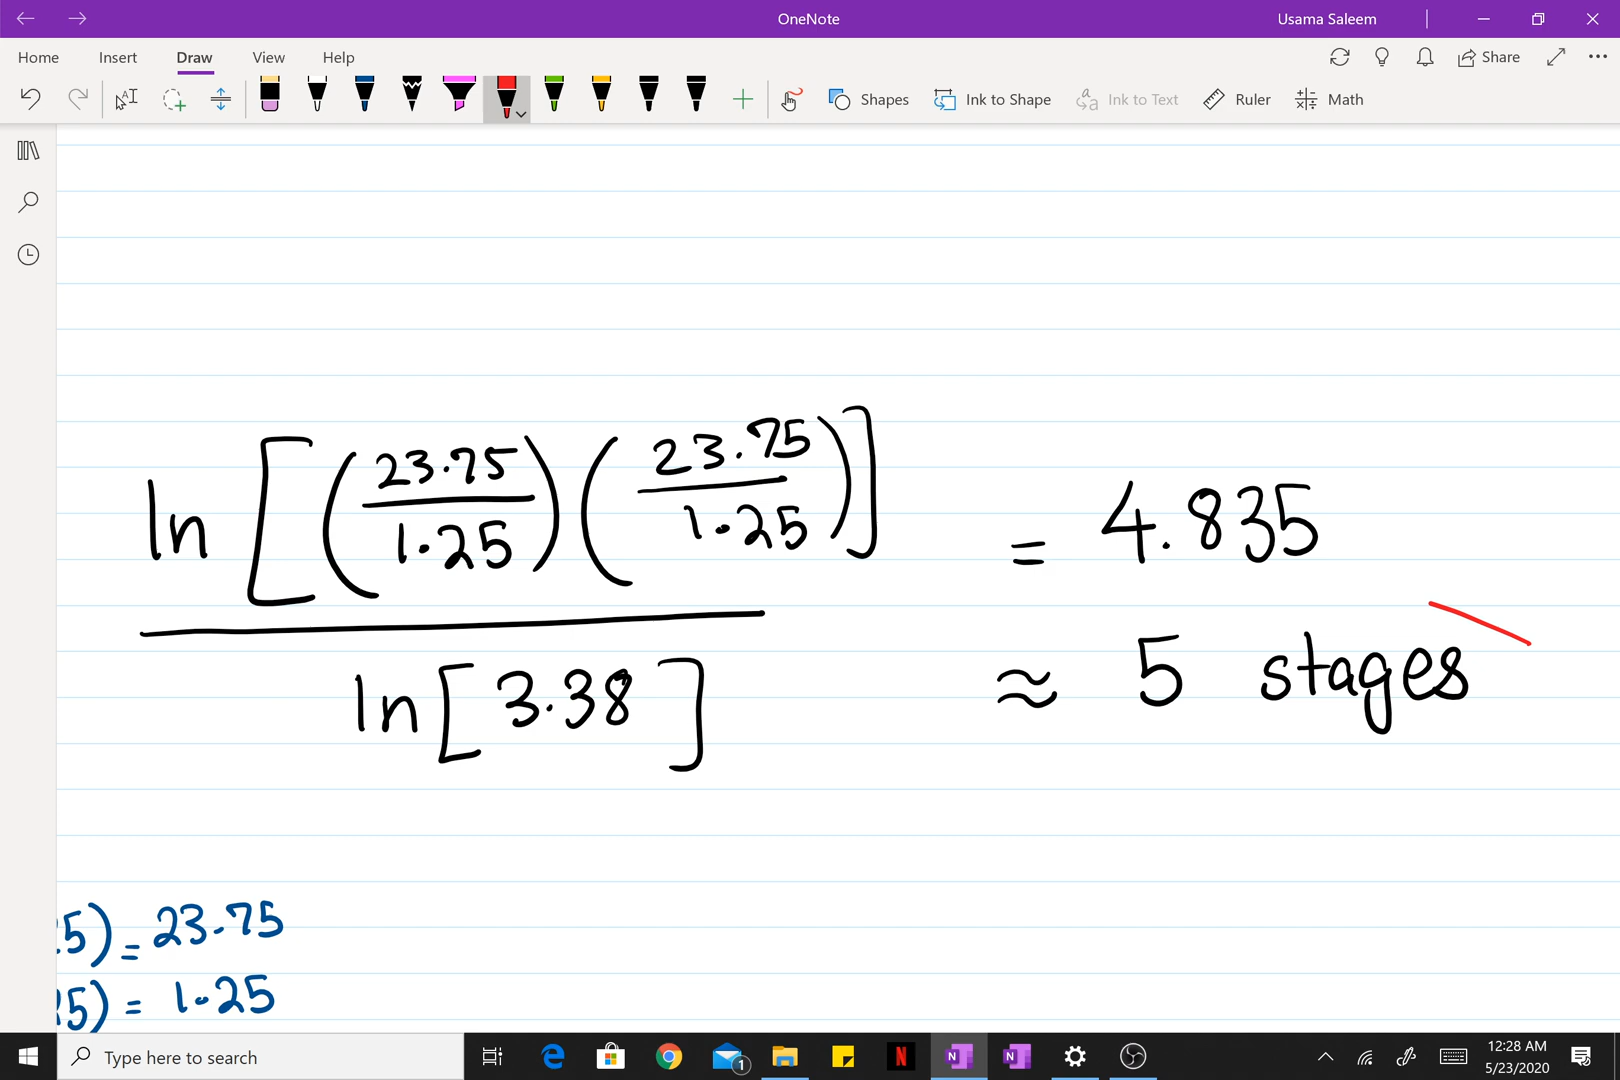 OneNote
Usama Saleem
Home Insert Draw View Help
Share
Shapes Ink to Shape Ink to Text Ruler Math
ln [ ( 23.75 / 1.25 ) ( 23.75 / 1.25 ) ]
ln [ 3.38 ]
= 4.835
≈ 5 stages
5) = 23.75
25) = 1.25
Type here to search
1
N
N
N
12:28 AM
5/23/2020